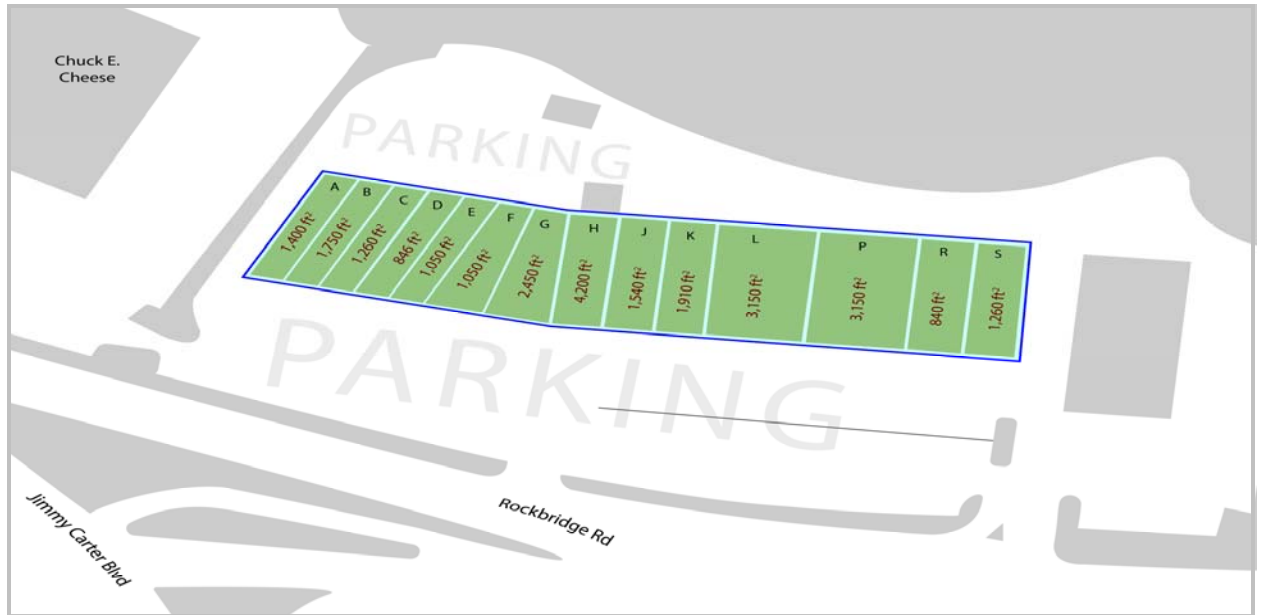 Chuck E.
Cheese
PARKING
A
1,400 ft²
B
1,750 ft²
C
1,260 ft²
D
846 ft²
E
1,050 ft²
F
1,050 ft²
G
2,450 ft²
H
4,200 ft²
J
1,540 ft²
K
1,910 ft²
L
3,150 ft²
P
3,150 ft²
R
840 ft²
S
1,260 ft²
PARKING
Rockbridge Rd
Jimmy Carter Blvd